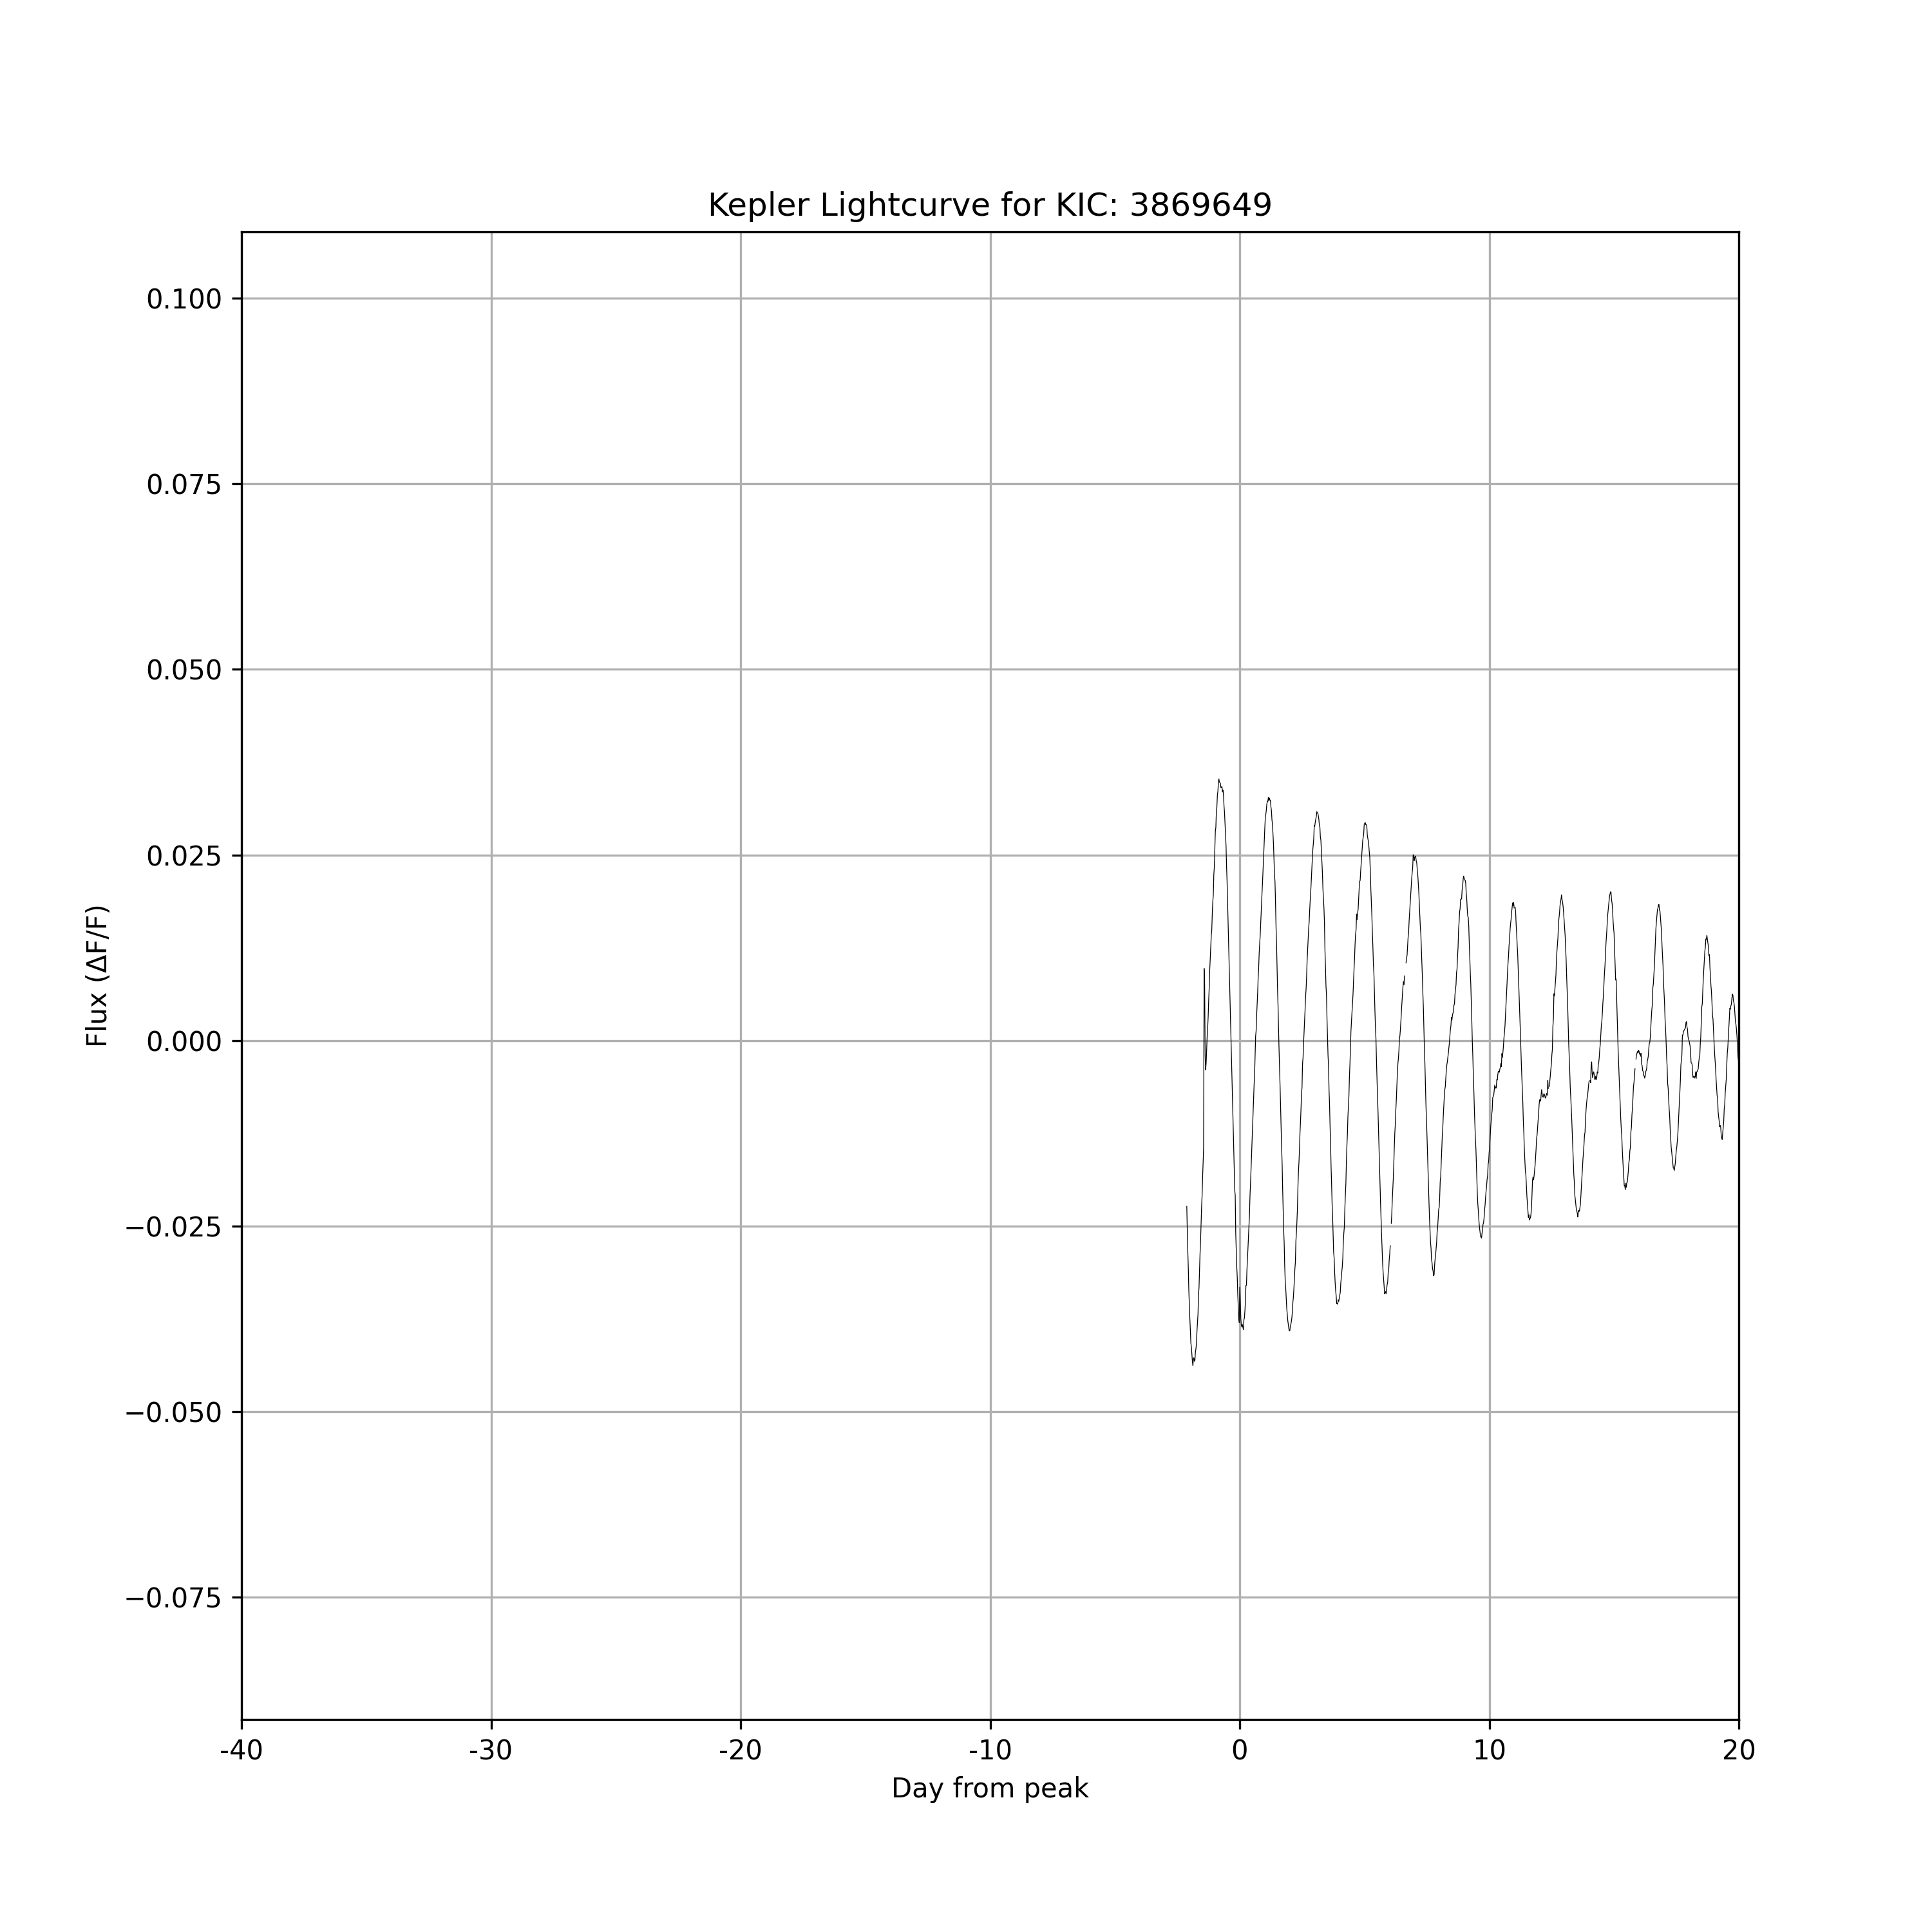 Kepler Lightcurve for KIC: 3869649
0.100
0.075
0.050
0.025
0.000
−0.025
−0.050
−0.075
Flux (ΔF/F)
-40 -30 -20 -10 0 10 20
Day from peak